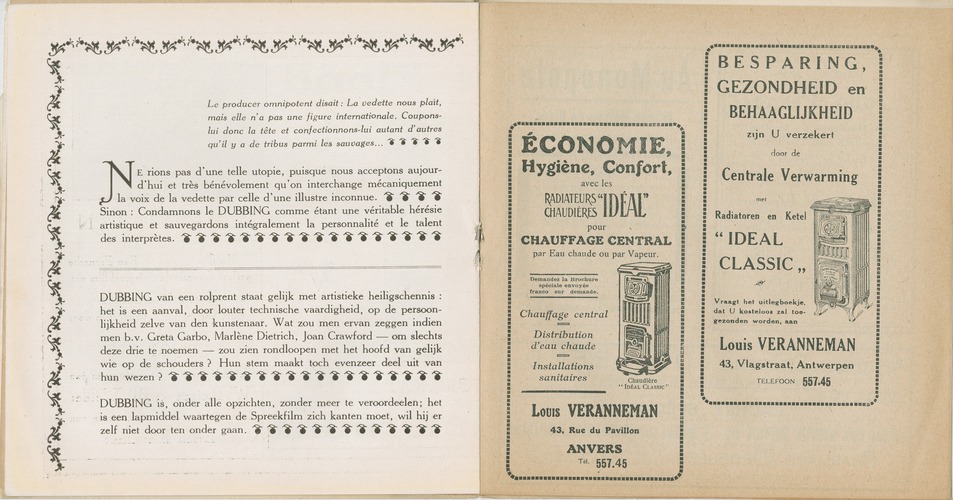 Le producer omnipotent disait : La vedette nous plaît,
mais elle n'a pas une figure internationale. Coupons-
lui donc la tête et confectionnons-lui autant d'autres
qu'il y a de tribus parmi les sauvages...
NE rions pas d'une telle utopie, puisque nous acceptons aujour-
d'hui et très bénévolement qu'on interchange mécaniquement
la voix de la vedette par celle d'une illustre inconnue.
Sinon : Condamnons le DUBBING comme étant une véritable hérésie
artistique et sauvegardons intégralement la personnalité et le talent
des interprètes.
DUBBING van een rolprent staat gelijk met artistieke heiligschennis :
het is een aanval, door louter technische vaardigheid, op de persoon-
lijkheid zelve van den kunstenaar. Wat zou men ervan zeggen indien
men b.v. Greta Garbo, Marlène Dietrich, Joan Crawford — om slechts
deze drie te noemen — zou zien rondloopen met het hoofd van gelijk
wie op de schouders ? Hun stem maakt toch evenzeer deel uit van
hun wezen ?
DUBBING is, onder alle opzichten, zonder meer te veroordeelen; het
is een lapmiddel waartegen de Spreekfilm zich kanten moet, wil hij er
zelf niet door ten onder gaan.
ÉCONOMIE,
Hygiène, Confort,
avec les
RADIATEURS "IDÉAL"
CHAUDIÈRES
pour
CHAUFFAGE CENTRAL
par Eau chaude ou par Vapeur.
Demandez la Brochure
spéciale envoyée
franco sur demande.
Chauffage central
Distribution
d'eau chaude
Installations
sanitaires
Chaudière
"IDÉAL CLASSIC"
LOUIS VERANNEMAN
43, Rue du Pavillon
ANVERS
Tél. 557.45
BESPARING,
GEZONDHEID en
BEHAAGLIJKHEID
zijn U verzekert
door de
Centrale Verwarming
met
Radiatoren en Ketel
“ IDEAL
CLASSIC „
Vraagt het uitlegboekje,
dat U kosteloos zal toe-
gezonden worden, aan
Louis VERANNEMAN
43, Vlagstraat, Antwerpen
TELEFOON 557.45